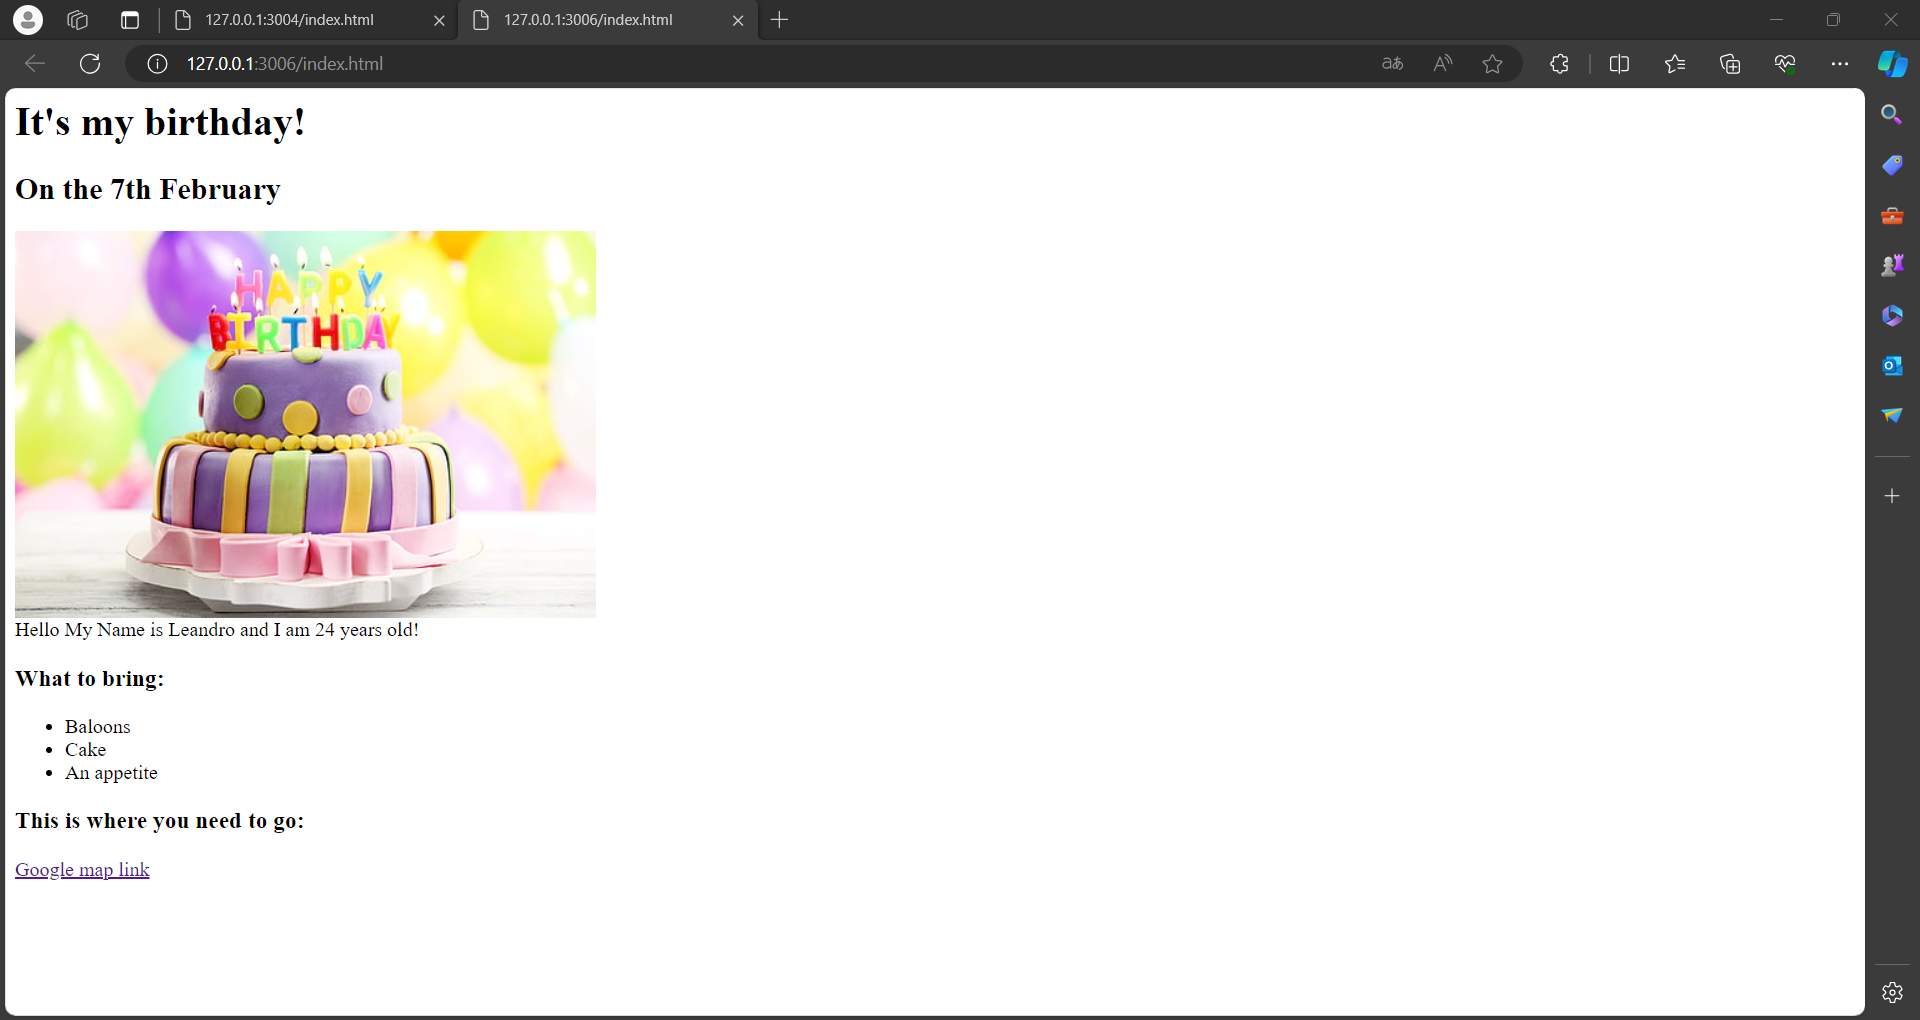 127.0.0.1:3004/index.html
127.0.0.1:3006/index.html
127.0.0.1:3006/index.html
It's my birthday!
On the 7th February
HAPPY
BIRTHDAY
Hello My Name is Leandro and I am 24 years old!
What to bring:
Baloons
Cake
An appetite
This is where you need to go:
Google map link